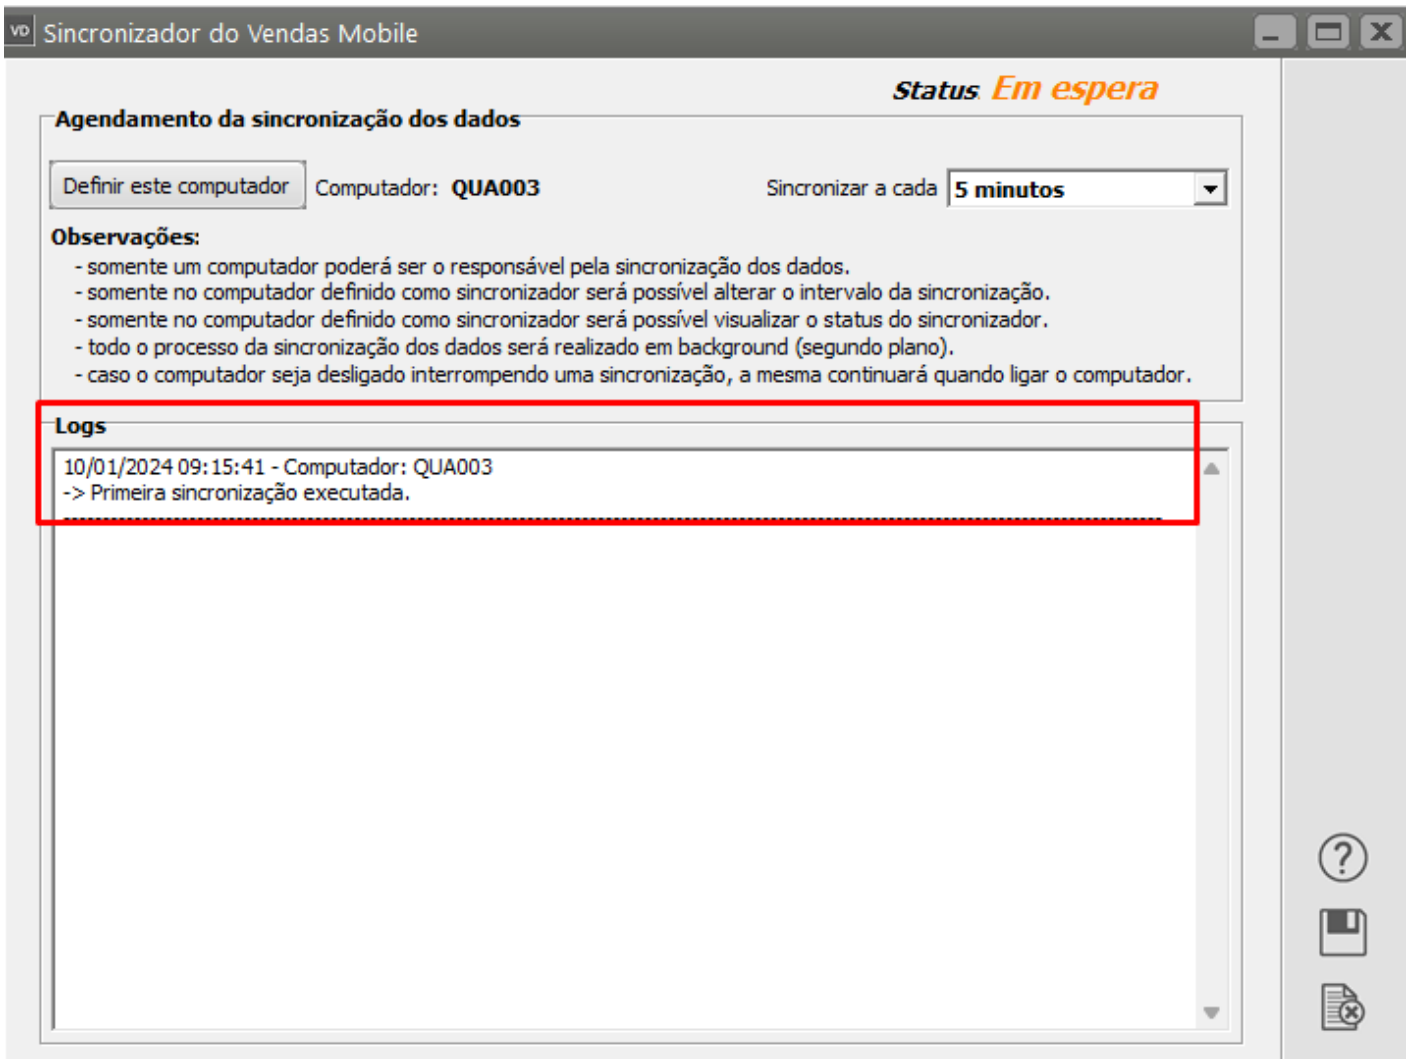 VD Sincronizador do Vendas Mobile
Status: Em espera
Agendamento da sincronização dos dados
Definir este computador Computador: QUA003 Sincronizar a cada 5 minutos
Observações:
- somente um computador poderá ser o responsável pela sincronização dos dados.
- somente no computador definido como sincronizador será possível alterar o intervalo da sincronização.
- somente no computador definido como sincronizador será possível visualizar o status do sincronizador.
- todo o processo da sincronização dos dados será realizado em background (segundo plano).
- caso o computador seja desligado interrompendo uma sincronização, a mesma continuará quando ligar o computador.
Logs
10/01/2024 09:15:41 - Computador: QUA003
-> Primeira sincronização executada.